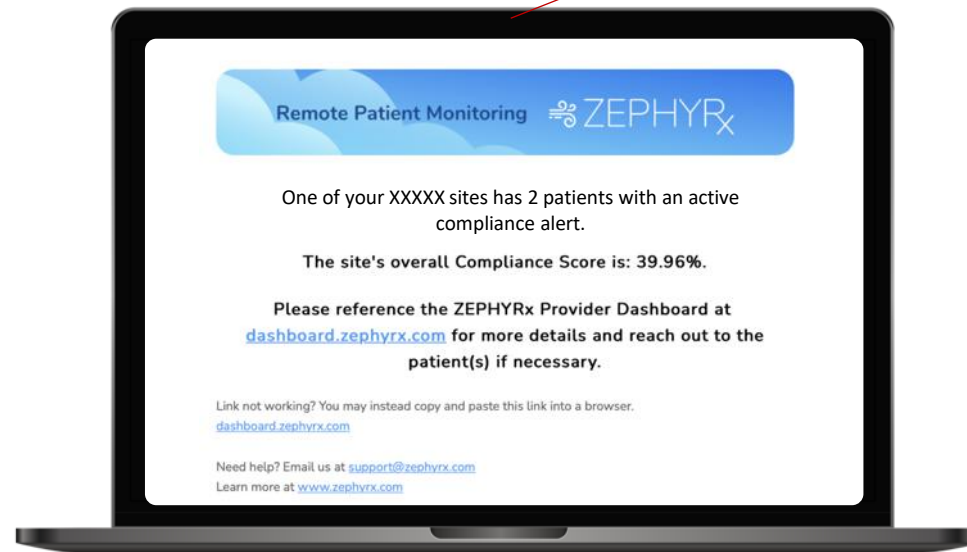 Remote Patient Monitoring ZEPHYRx
One of your XXXXX sites has 2 patients with an active
compliance alert.
The site's overall Compliance Score is: 39.96%.
Please reference the ZEPHYRx Provider Dashboard at
dashboard.zephyrx.com for more details and reach out to the
patient(s) if necessary.
Link not working? You may instead copy and paste this link into a browser.
dashboard.zephyrx.com
Need help? Email us at support@zephyrx.com
Learn more at www.zephyrx.com